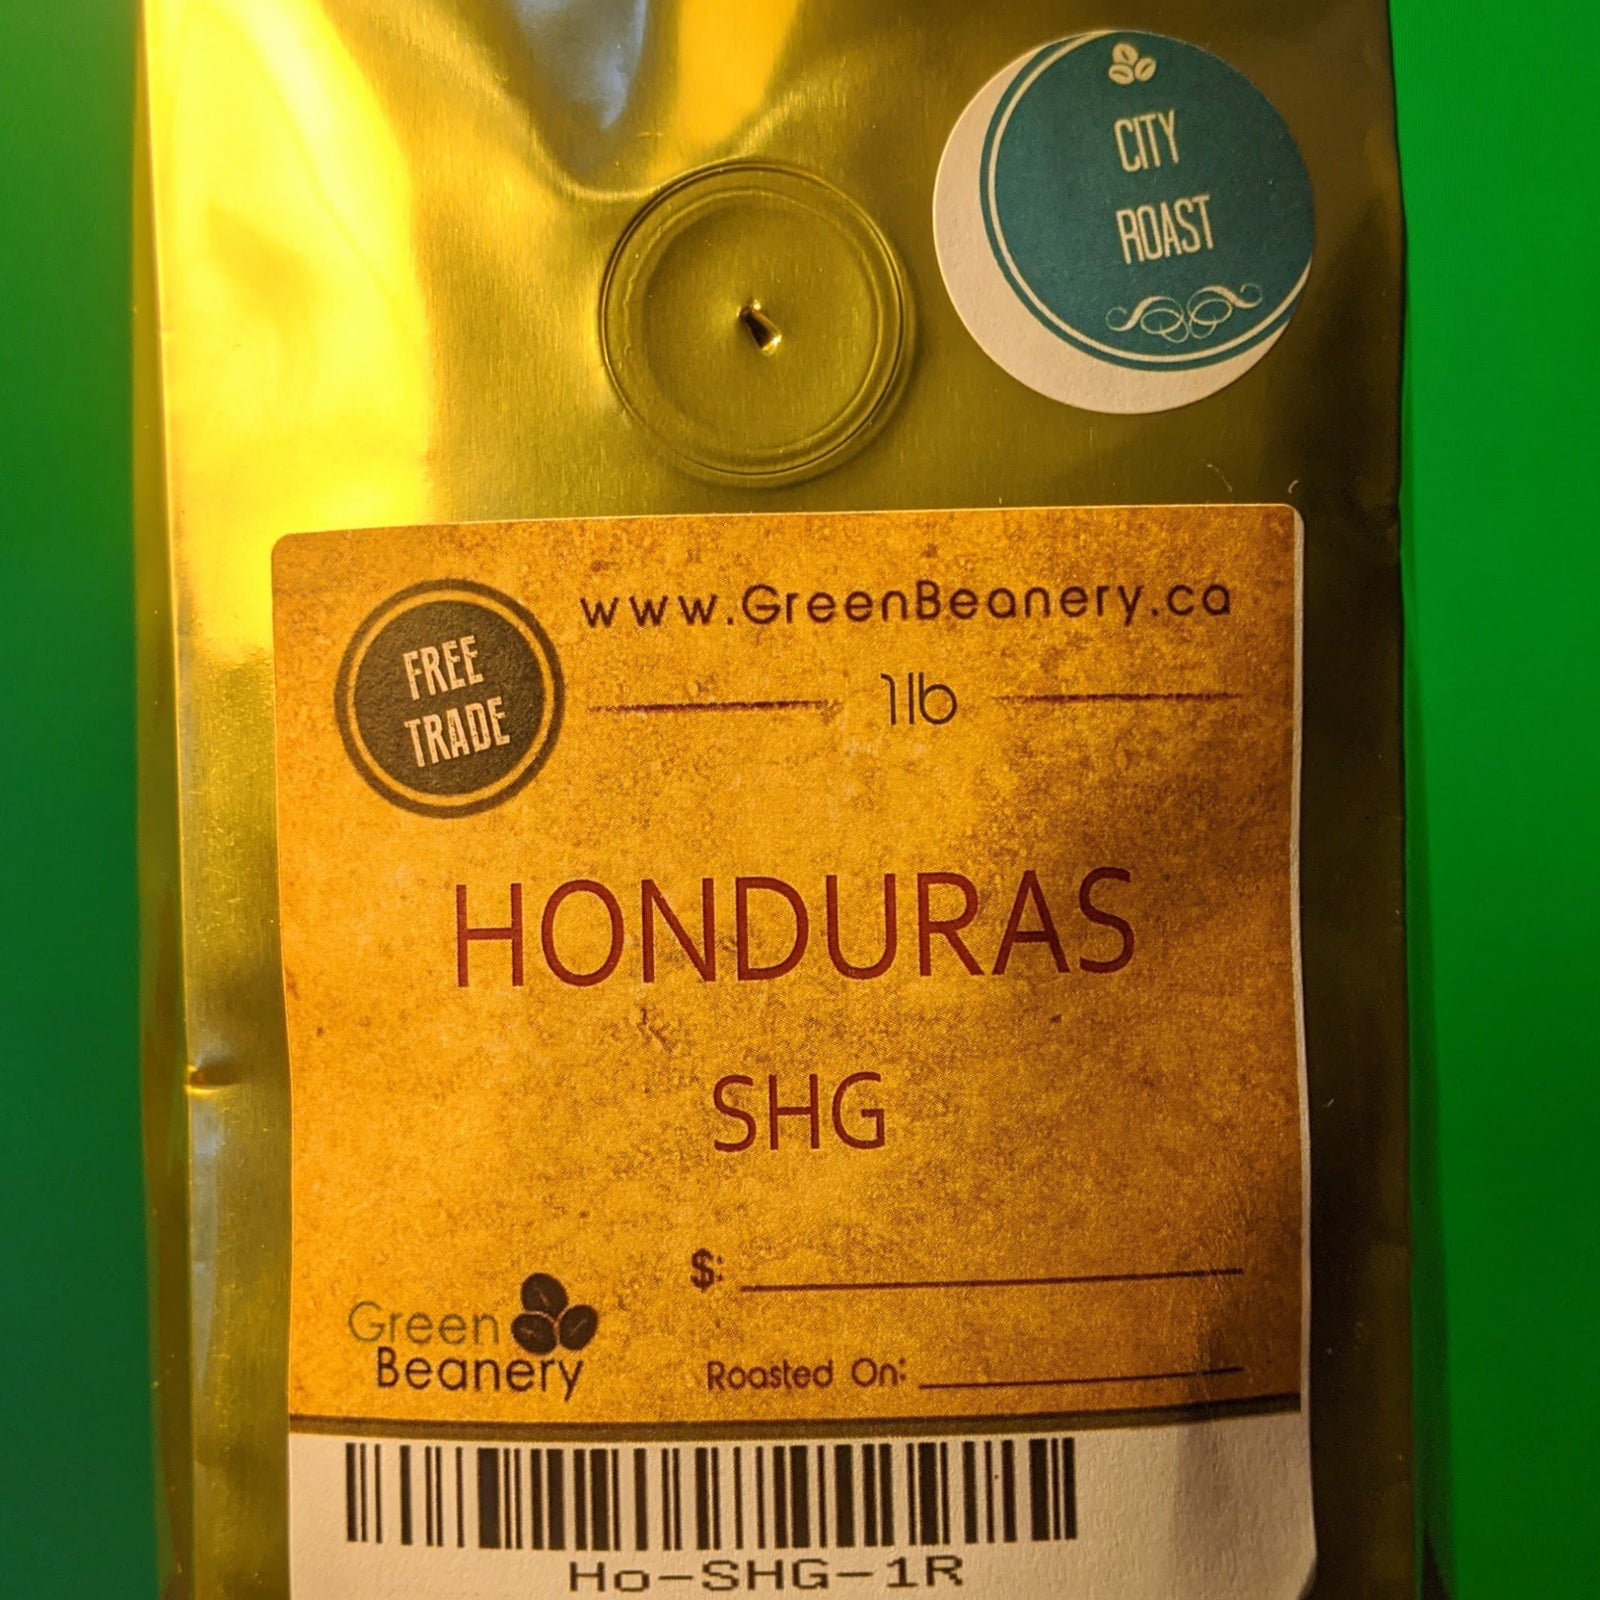 CITY
ROAST
www.GreenBeanery.ca
FREE
TRADE
1lb
HONDURAS
SHG
$:
Green
Beanery
Roasted On:
Ho-SHG-1R